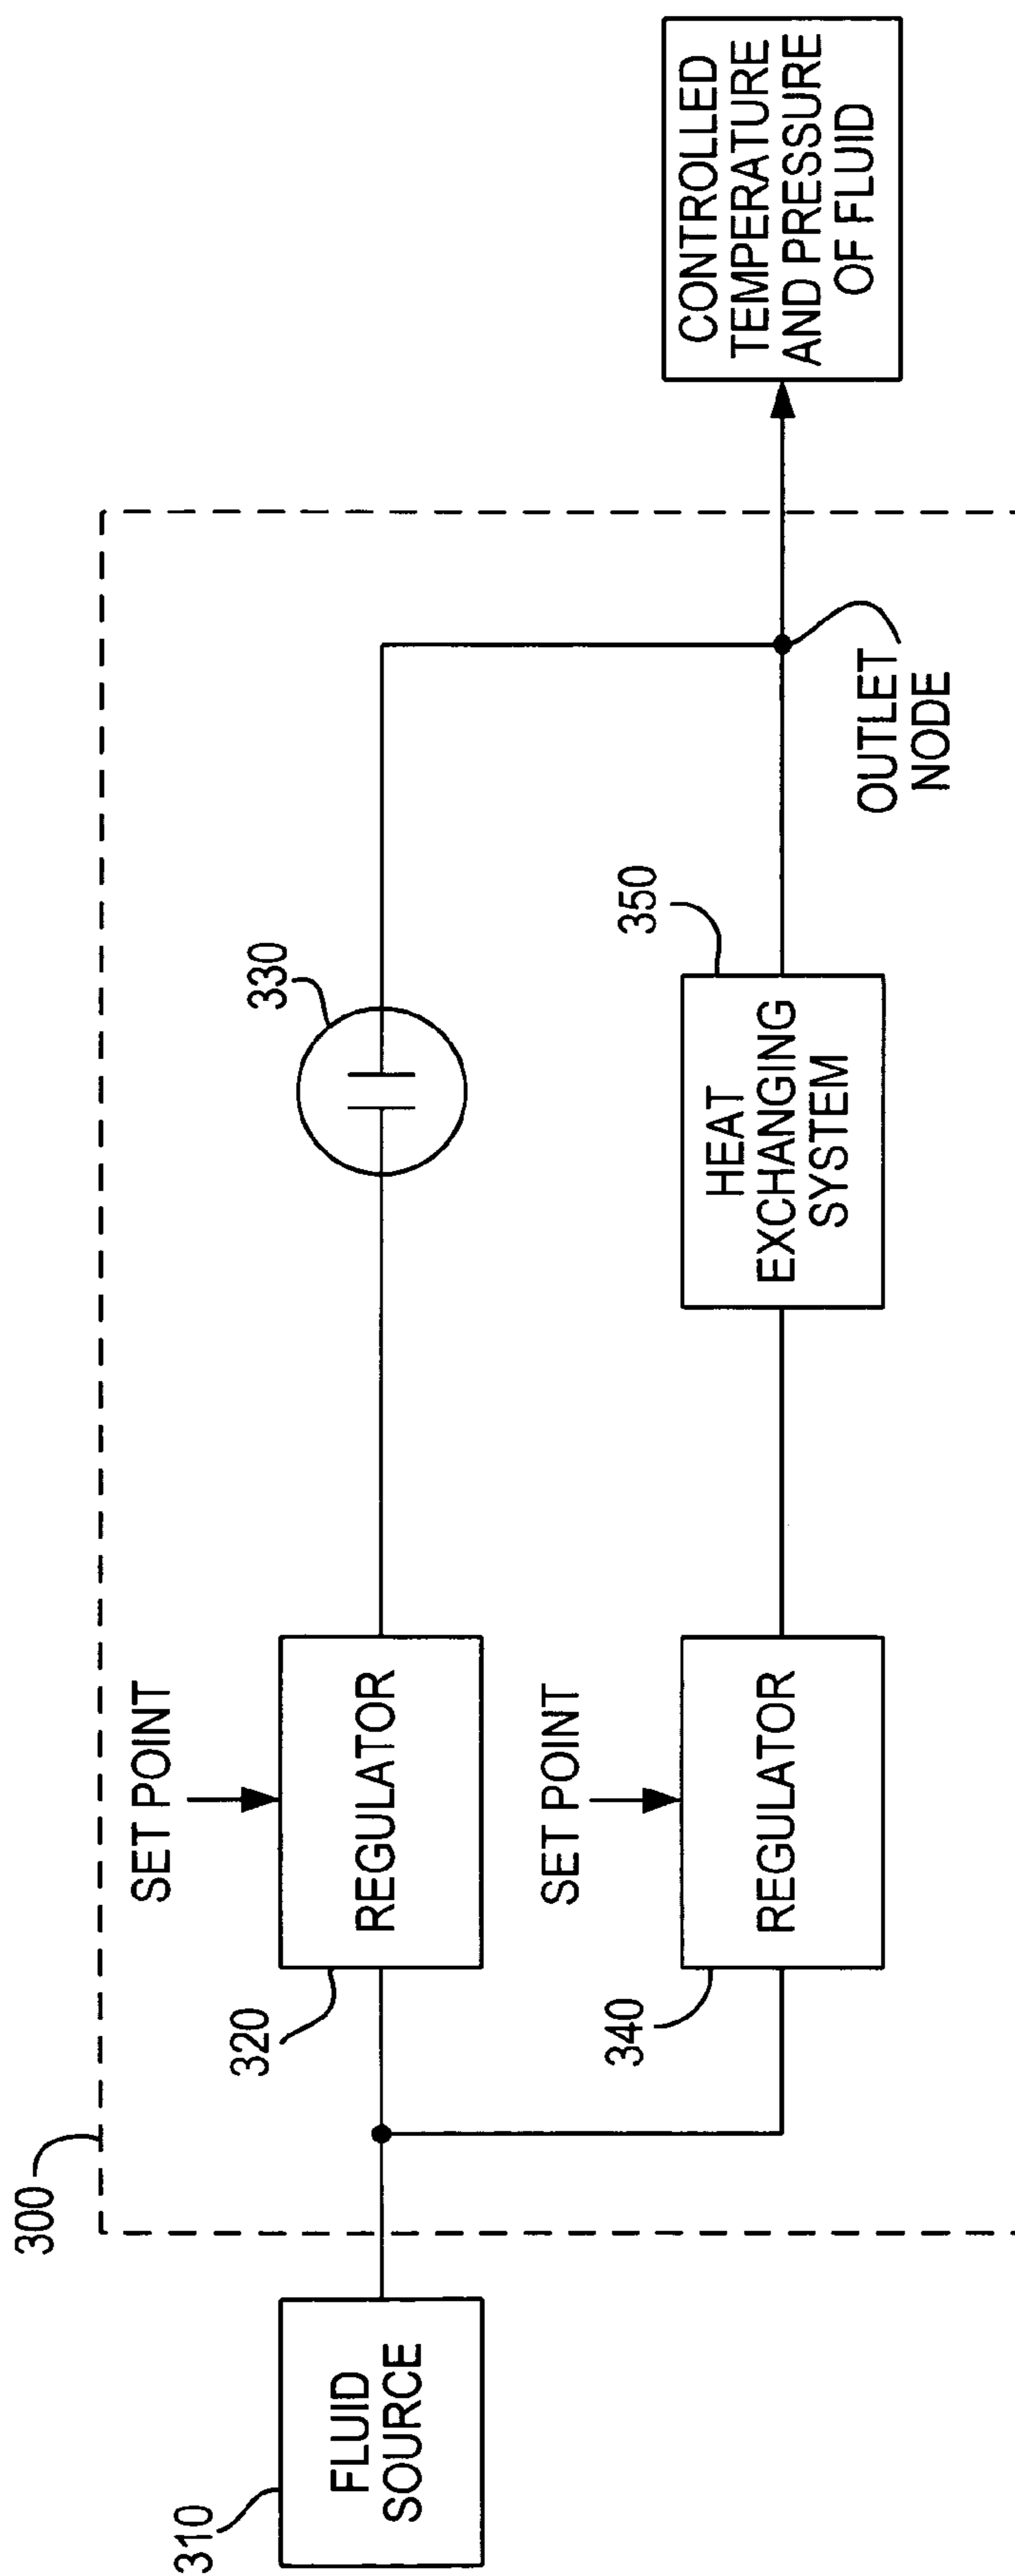 300
310
FLUID
SOURCE
SET POINT
320
REGULATOR
330
SET POINT
340
REGULATOR
350
HEAT
EXCHANGING
SYSTEM
OUTLET
NODE
CONTROLLED
TEMPERATURE
AND PRESSURE
OF FLUID